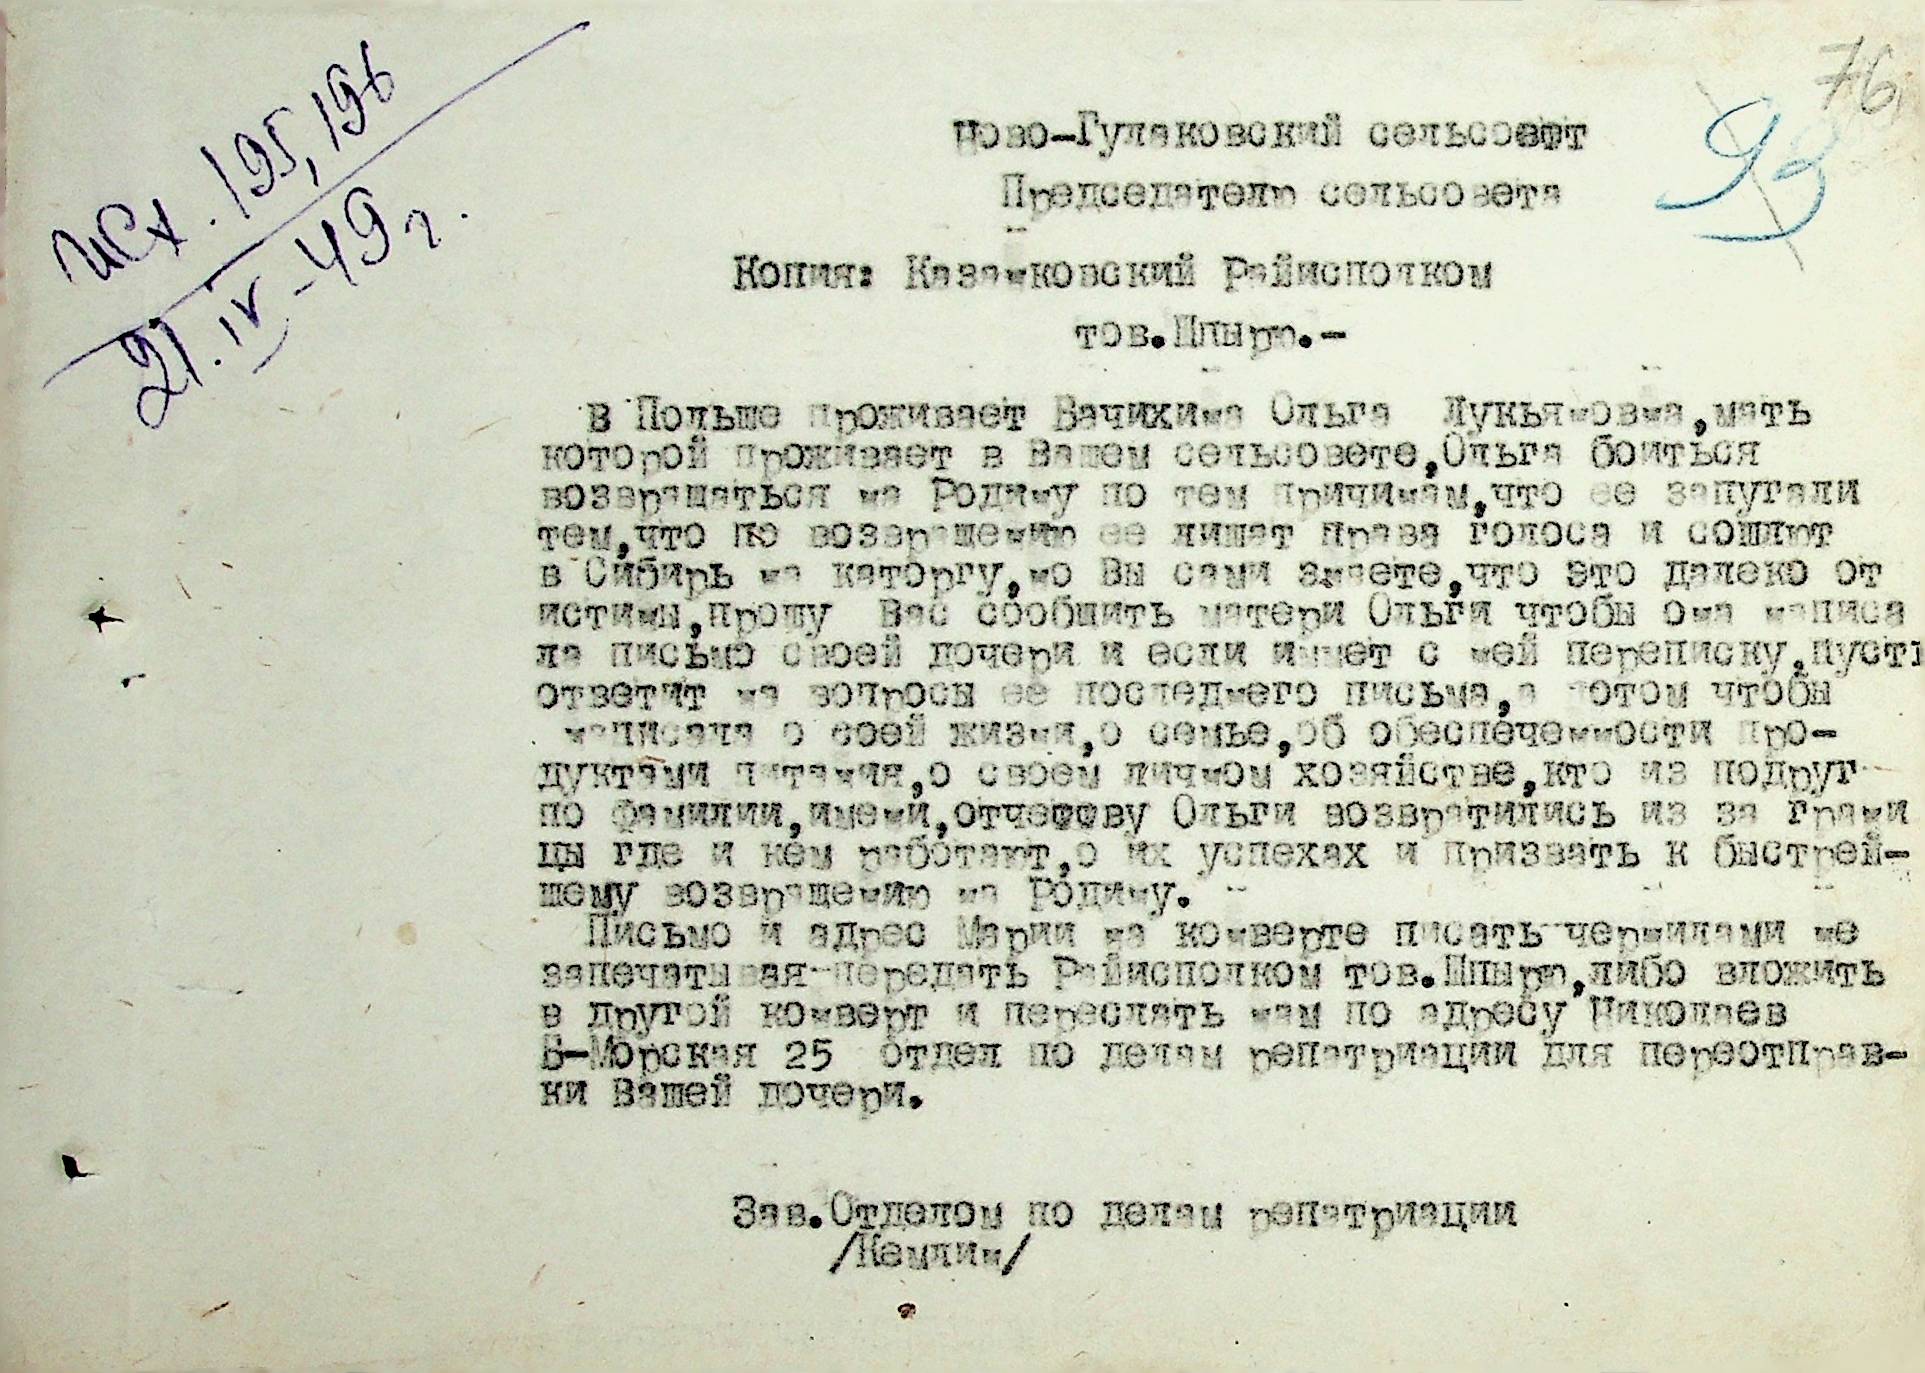 76
93
исх. 195, 196
21.IV-49 г.
Ново-Гулаковский сельсовет
Председателю сельсовета
Копия: Казанковский Райисполком
тов.Шпырю.-
В Польше проживает Вачихина Ольга Лукьяновна,мать
которой проживает в Вашем сельсовете,Ольга боиться
возвращаться на Родину по тем причинам,что ее запугали
тем,что по возвращению ее лишат права голоса и сошлют
в Сибирь на каторгу,но Вы сами знаете,что это далеко от
истины,прошу Вас сообщить матери Ольги чтобы она написа
ла письмо своей дочери и если имеет с ней переписку,пусть
ответит на вопросы ее последнего письма,а потом чтобы
написала о соей жизни,о семье,об обеспеченности про-
дуктами питания,о своем личном хозяйстве,кто из подруг
по фамилии,имени,отчеству Ольги возвратились из за грани
цы где и кем работают,о их успехах и призвать к быстрей-
шему возвращению на Родину.
Письмо и адрес Марии на конверте писать чернилами не
запечатывая передать Райисполком тов.Шпырю,либо вложить
в другой конверт и переслать нам по адресу Николаев
В-Морская 25 отдел по делам репатриации для переотправ-
ки Вашей дочери.
Зав.Отделом по делам репатриации
/Кемлин/